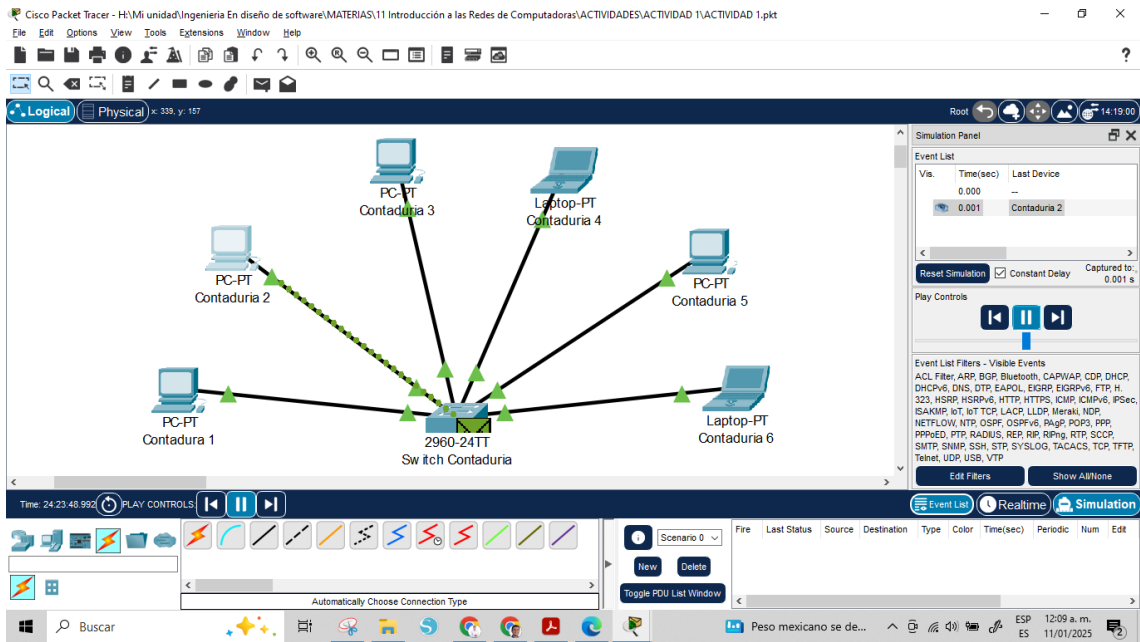 Cisco Packet Tracer - H:\Mi unidad\Ingenieria En diseño de software\MATERIAS\11 Introducción a las Redes de Computadoras\ACTIVIDADES\ACTIVIDAD 1\ACTIVIDAD 1.pkt
File Edit Options View Tools Extensions Window Help
?
Logical Physical x: 339, y: 157 Root 14:19:00
PC-PT
Contaduria 3
Laptop-PT
Contaduria 4
PC-PT
Contaduria 2
PC-PT
Contaduria 5
PC-PT
Contadura 1
2960-24TT
Switch Contaduria
Laptop-PT
Contaduria 6
Simulation Panel
Event List
Vis. Time(sec) Last Device
0.000 --
0.001 Contaduria 2
Reset Simulation Constant Delay Captured to:
0.001 s
Play Controls
Event List Filters - Visible Events
ACL Filter, ARP, BGP, Bluetooth, CAPWAP, CDP, DHCP,
DHCPv6, DNS, DTP, EAPOL, EIGRP, EIGRPv6, FTP, H.
323, HSRP, HSRPv6, HTTP, HTTPS, ICMP, ICMPv6, IPSec,
ISAKMP, IoT, IoT TCP, LACP, LLDP, Meraki, NDP,
NETFLOW, NTP, OSPF, OSPFv6, PAgP, POP3, PPP,
PPPoED, PTP, RADIUS, REP, RIP, RIPng, RTP, SCCP,
SMTP, SNMP, SSH, STP, SYSLOG, TACACS, TCP, TFTP,
Telnet, UDP, USB, VTP
Edit Filters Show All/None
Time: 24:23:48.992 PLAY CONTROLS: Event List Realtime Simulation
Automatically Choose Connection Type
Scenario 0
New Delete
Toggle PDU List Window
Fire Last Status Source Destination Type Color Time(sec) Periodic Num Edit
Buscar
Peso mexicano se de...
ESP
ES
12:09 a. m.
11/01/2025
2